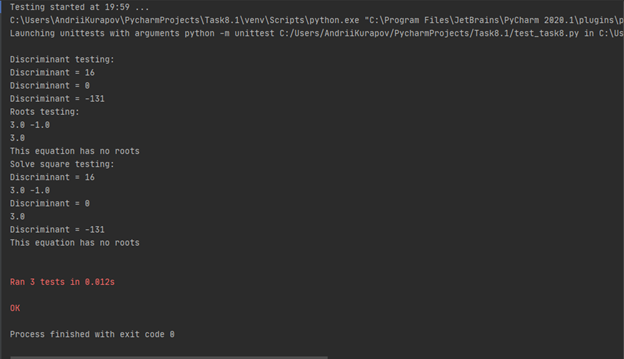 Testing started at 19:59 ...
C:\Users\AndriiKurapov\PycharmProjects\Task8.1\venv\Scripts\python.exe "C:\Program Files\JetBrains\PyCharm 2020.1\plugins\p
Launching unittests with arguments python -m unittest C:/Users/AndriiKurapov/PycharmProjects/Task8.1/test_task8.py in C:\Us
Discriminant testing:
Discriminant = 16
Discriminant = 0
Discriminant = -131
Roots testing:
3.0 -1.0
3.0
This equation has no roots
Solve square testing:
Discriminant = 16
3.0 -1.0
Discriminant = 0
3.0
Discriminant = -131
This equation has no roots
Ran 3 tests in 0.012s
OK
Process finished with exit code 0